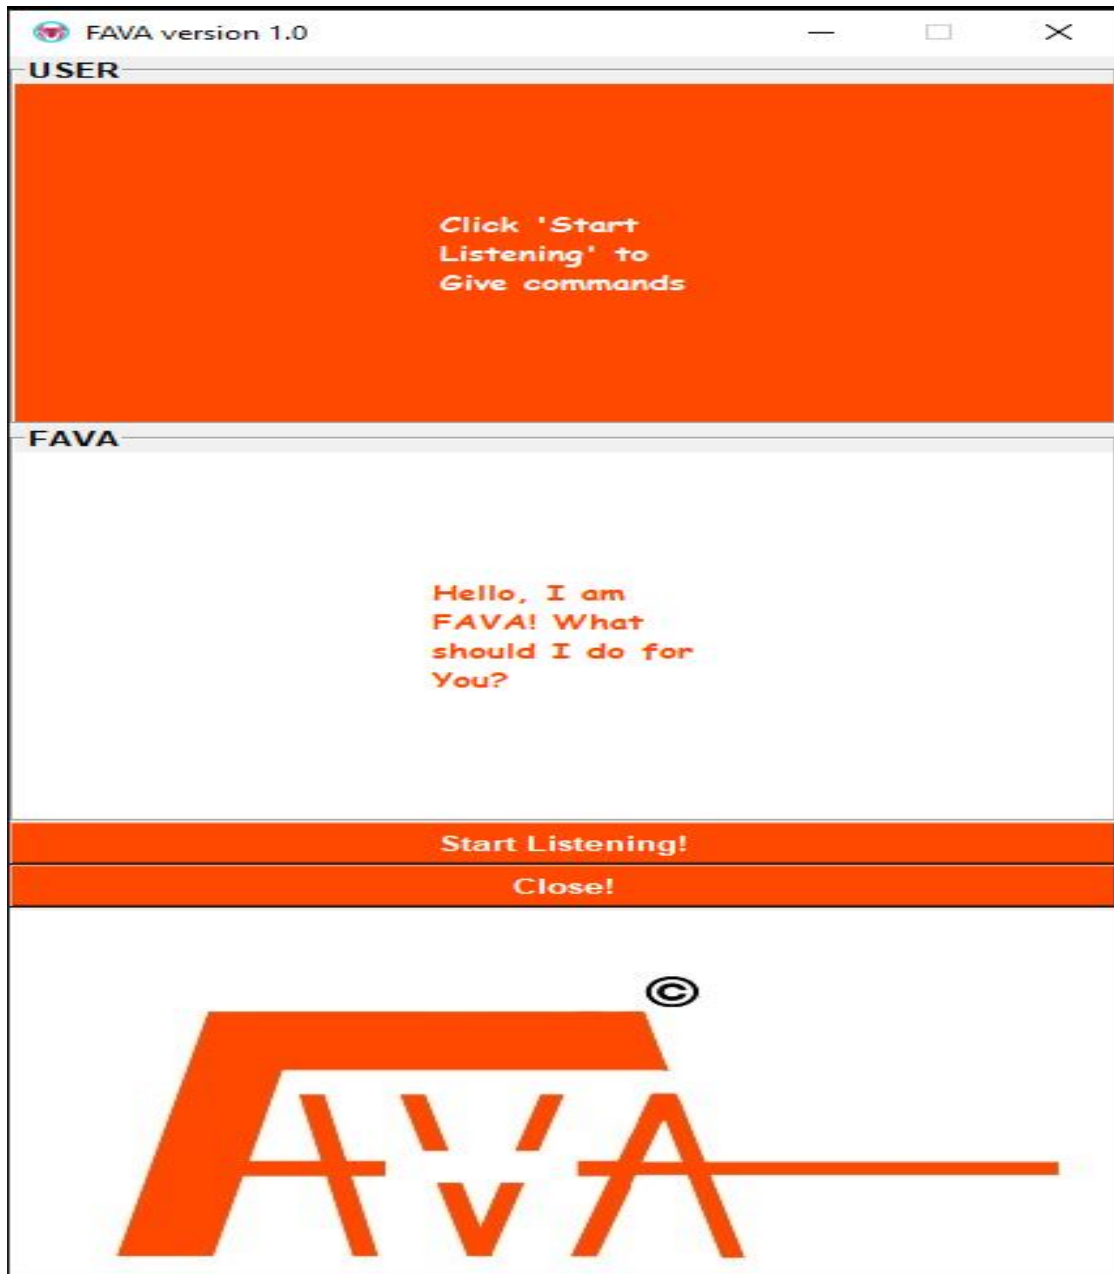 FAVA version 1.0
USER
Click 'Start
Listening' to
Give commands
FAVA
Hello, I am
FAVA! What
should I do for
You?
Start Listening!
Close!
©
FAVA